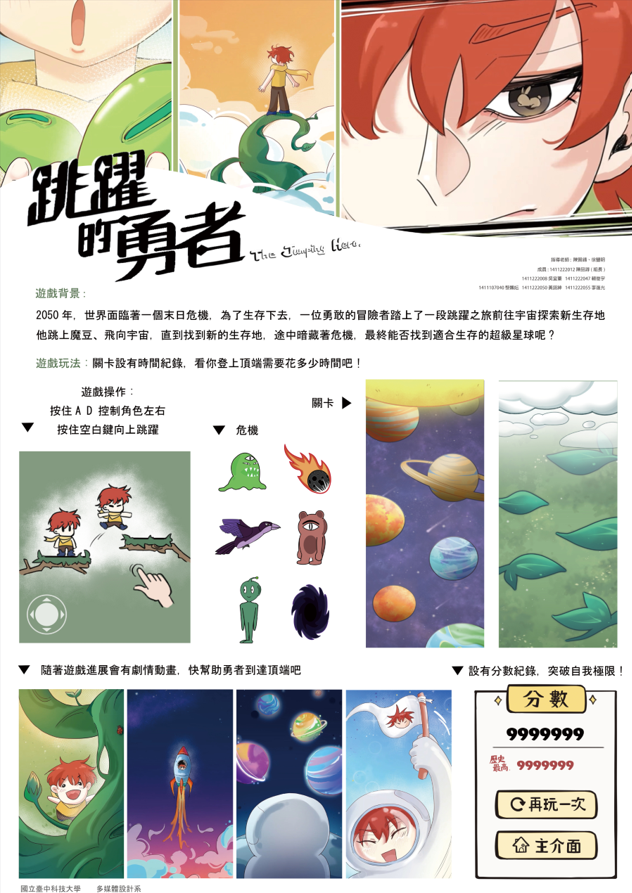 跳躍
的勇者
The Jumping Hero.
遊戲背景：
2050 年，世界面臨著一個末日危機，為了生存下去，一位勇敢的冒險者踏上了一段跳躍之旅前往宇宙探索新生存地
他跳上魔豆、飛向宇宙，直到找到新的生存地，途中暗藏著危機，最終能否找到適合生存的超級星球呢？
遊戲玩法：關卡設有時間紀錄，看你登上頂端需要花多少時間吧！
遊戲操作：
按住 A D 控制角色左右
按住空白鍵向上跳躍
危機
關卡
隨著遊戲進展會有劇情動畫，快幫助勇者到達頂端吧
設有分數紀錄，突破自我極限！
分數
9999999
歷史
最高
9999999
再玩一次
主介面
國立臺中科技大學 多媒體設計系